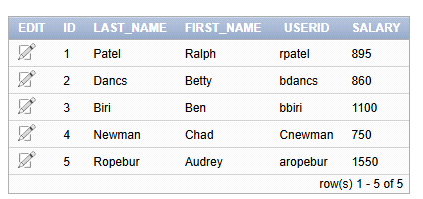 EDIT ID LAST_NAME FIRST_NAME USERID SALARY
1 Patel Ralph rpatel 895
2 Dancs Betty bdancs 860
3 Biri Ben bbiri 1100
4 Newman Chad Cnewman 750
5 Ropebur Audrey aropebur 1550
row(s) 1 - 5 of 5